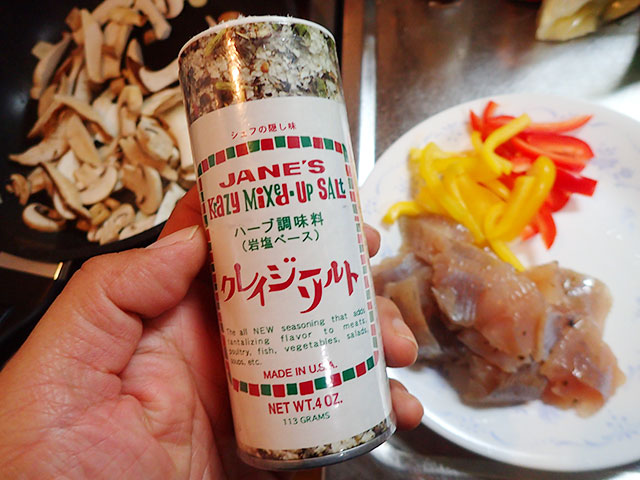 シェフの隠し味
JANE'S
KRAZY MIXED-UP SALT
ハーブ調味料
(岩塩ベース)
クレイジーソルト
The all NEW seasoning that adds
tantalizing flavor to meats,
poultry, fish, vegetables, salads,
soups, etc.
MADE IN U.S.A.
NET WT. 4 OZ.
113 GRAMS